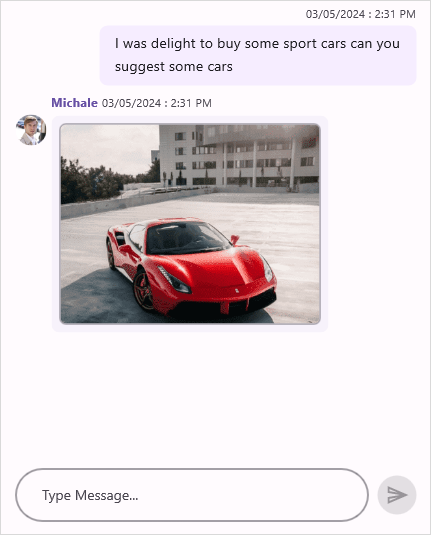 03/05/2024 : 2:31 PM
I was delight to buy some sport cars can you
suggest some cars
Michale 03/05/2024 : 2:31 PM
Type Message...